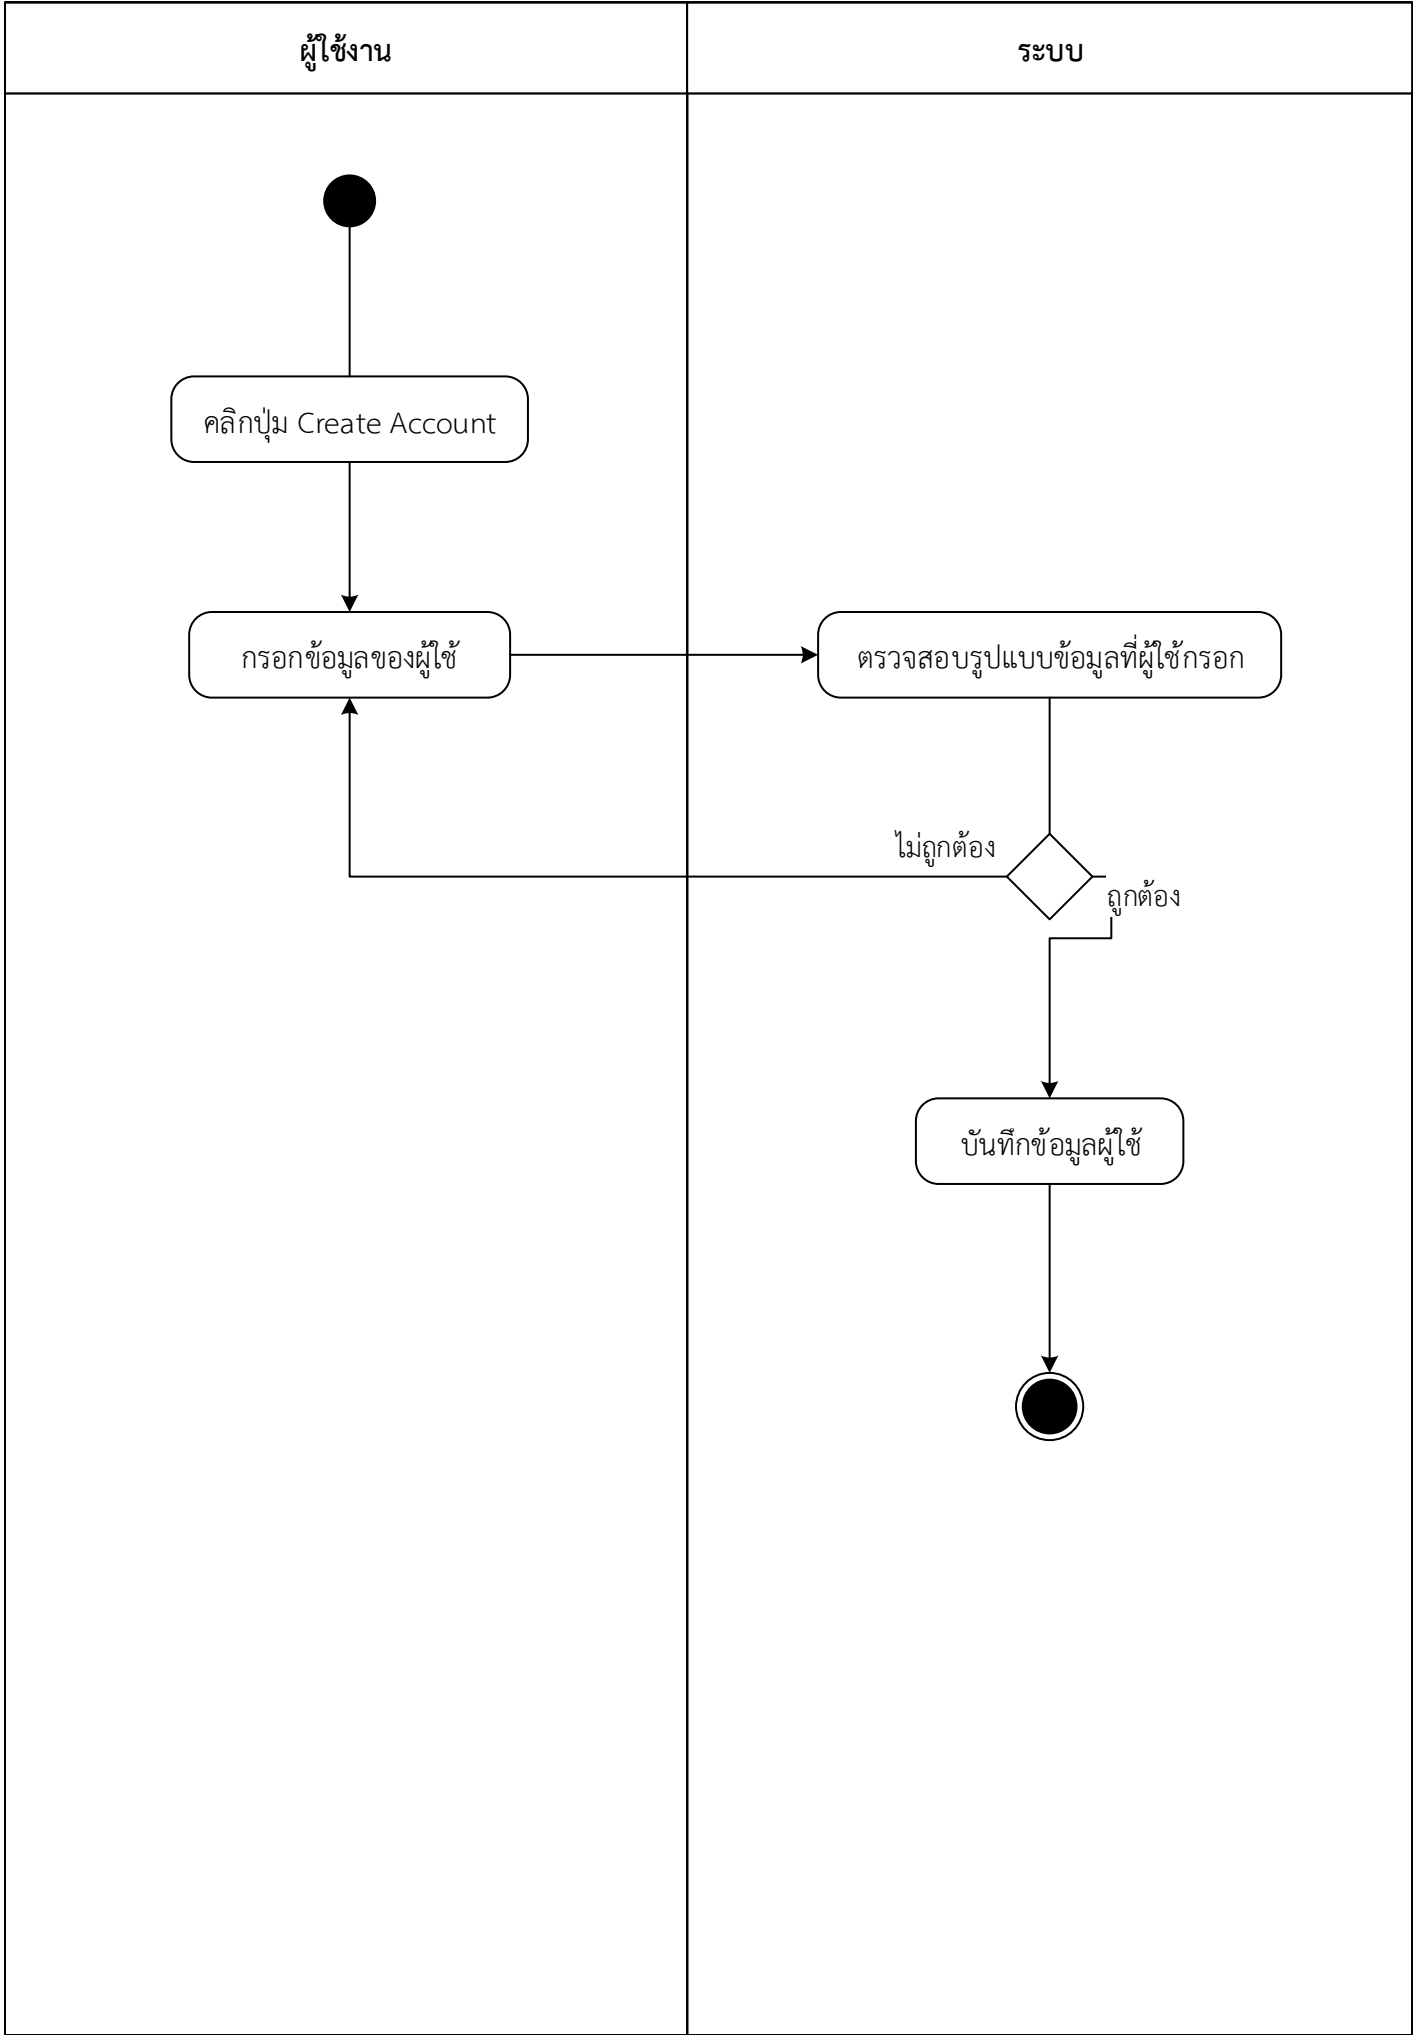 ผู้ใช้งาน
ระบบ
คลิกปุ่ม Create Account
กรอกข้อมูลของผู้ใช้
ตรวจสอบรูปแบบข้อมูลที่ผู้ใช้กรอก
ไม่ถูกต้อง
ถูกต้อง
บันทึกข้อมูลผู้ใช้